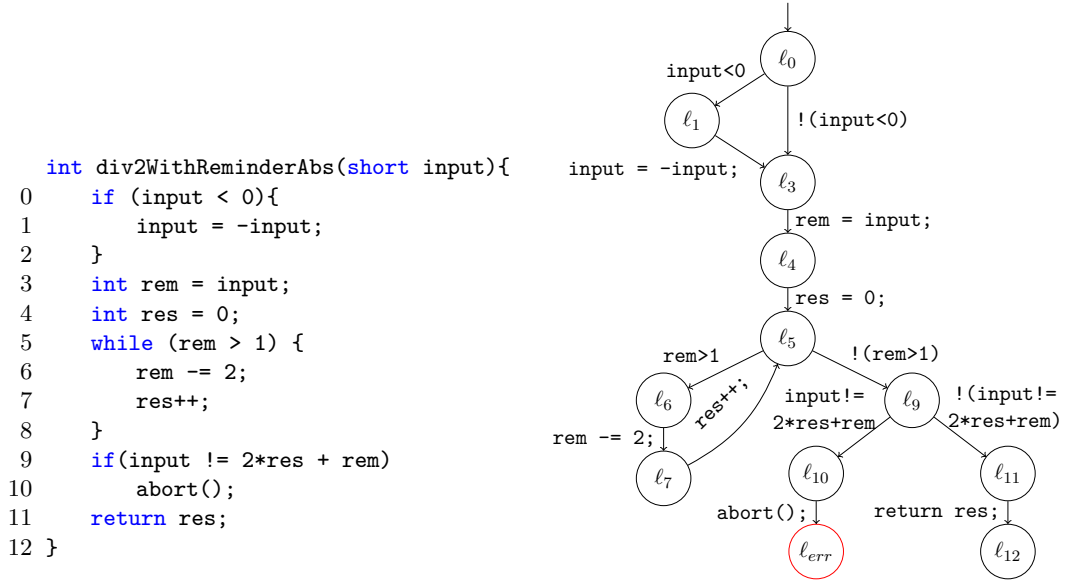 int div2WithReminderAbs(short input){
0 if (input < 0){
1 input = -input;
2 }
3 int rem = input;
4 int res = 0;
5 while (rem > 1) {
6 rem -= 2;
7 res++;
8 }
9 if(input != 2*res + rem)
10 abort();
11 return res;
12 }
ℓ0
input<0
ℓ1
!(input<0)
input = -input;
ℓ3
rem = input;
ℓ4
res = 0;
ℓ5
rem>1
!(rem>1)
ℓ6
res++;
rem -= 2;
ℓ7
ℓ9
input!=
2*res+rem
!(input!=
2*res+rem)
ℓ10
ℓ11
abort();
return res;
ℓerr
ℓ12